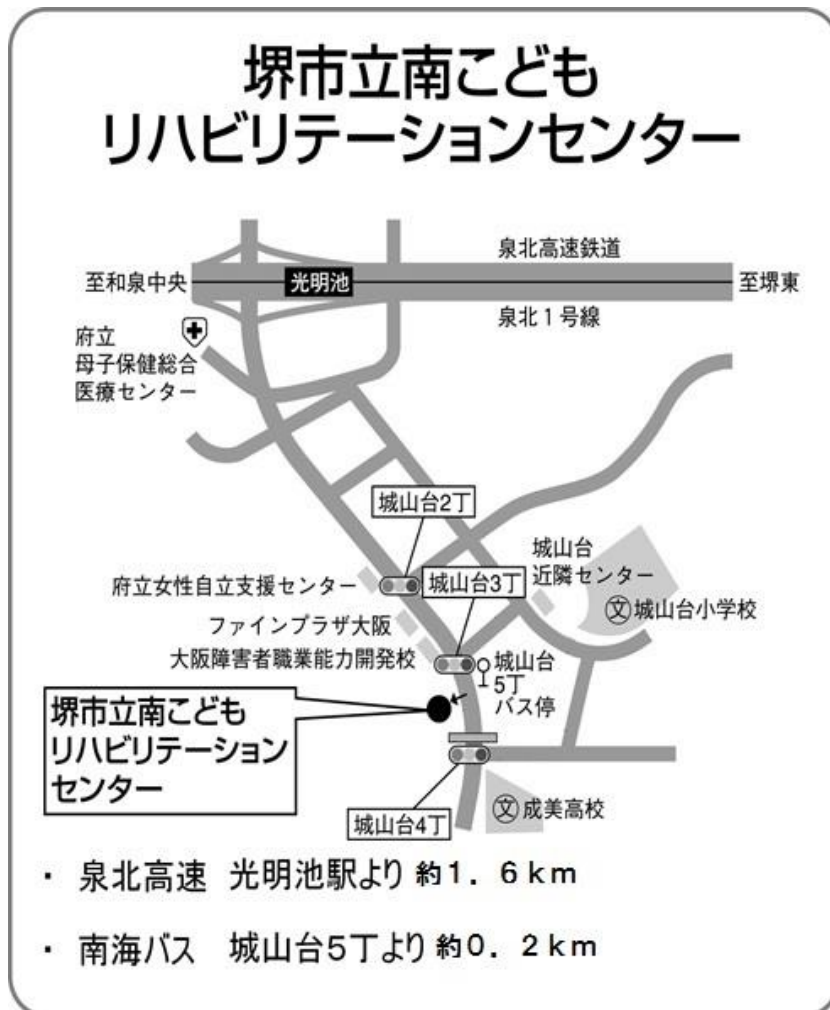 堺市立南こども
リハビリテーションセンター
泉北高速鉄道
至和泉中央
光明池
至堺東
泉北1号線
府立
母子保健総合
医療センター
城山台2丁
城山台
近隣センター
城山台3丁
府立女性自立支援センター
文
城山台小学校
ファインプラザ大阪
大阪障害者職業能力開発校
城山台
5丁
バス停
堺市立南こども
リハビリテーション
センター
文
成美高校
城山台4丁
・ 泉北高速 光明池駅より 約1．6km
・ 南海バス 城山台5丁より 約0．2km